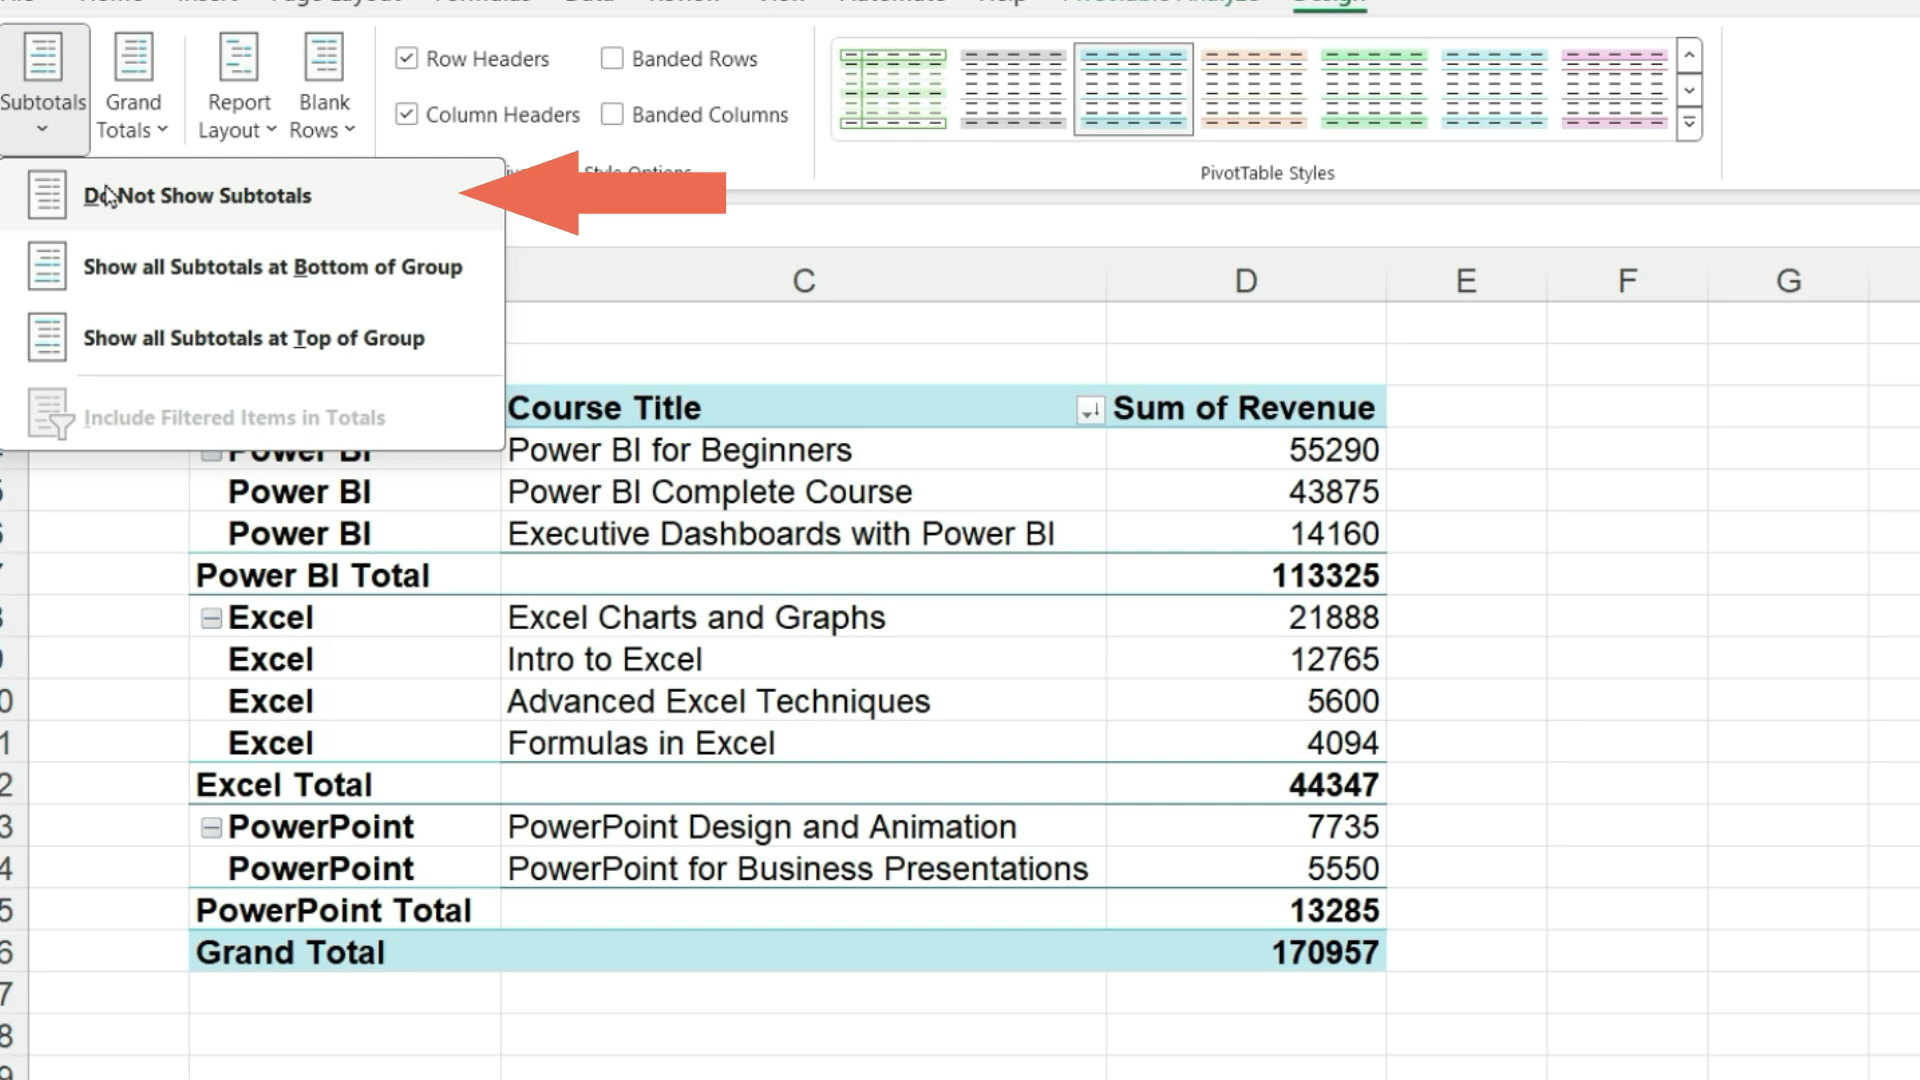 Subtotals
Grand Totals
Report Layout
Blank Rows
Row Headers
Banded Rows
Column Headers
Banded Columns
PivotTable Styles
Do Not Show Subtotals
Show all Subtotals at Bottom of Group
Show all Subtotals at Top of Group
Include Filtered Items in Totals
C D E F G
Course Title Sum of Revenue
Power BI Power BI for Beginners 55290
Power BI Power BI Complete Course 43875
Power BI Executive Dashboards with Power BI 14160
Power BI Total 113325
Excel Excel Charts and Graphs 21888
Excel Intro to Excel 12765
Excel Advanced Excel Techniques 5600
Excel Formulas in Excel 4094
Excel Total 44347
PowerPoint PowerPoint Design and Animation 7735
PowerPoint PowerPoint for Business Presentations 5550
PowerPoint Total 13285
Grand Total 170957